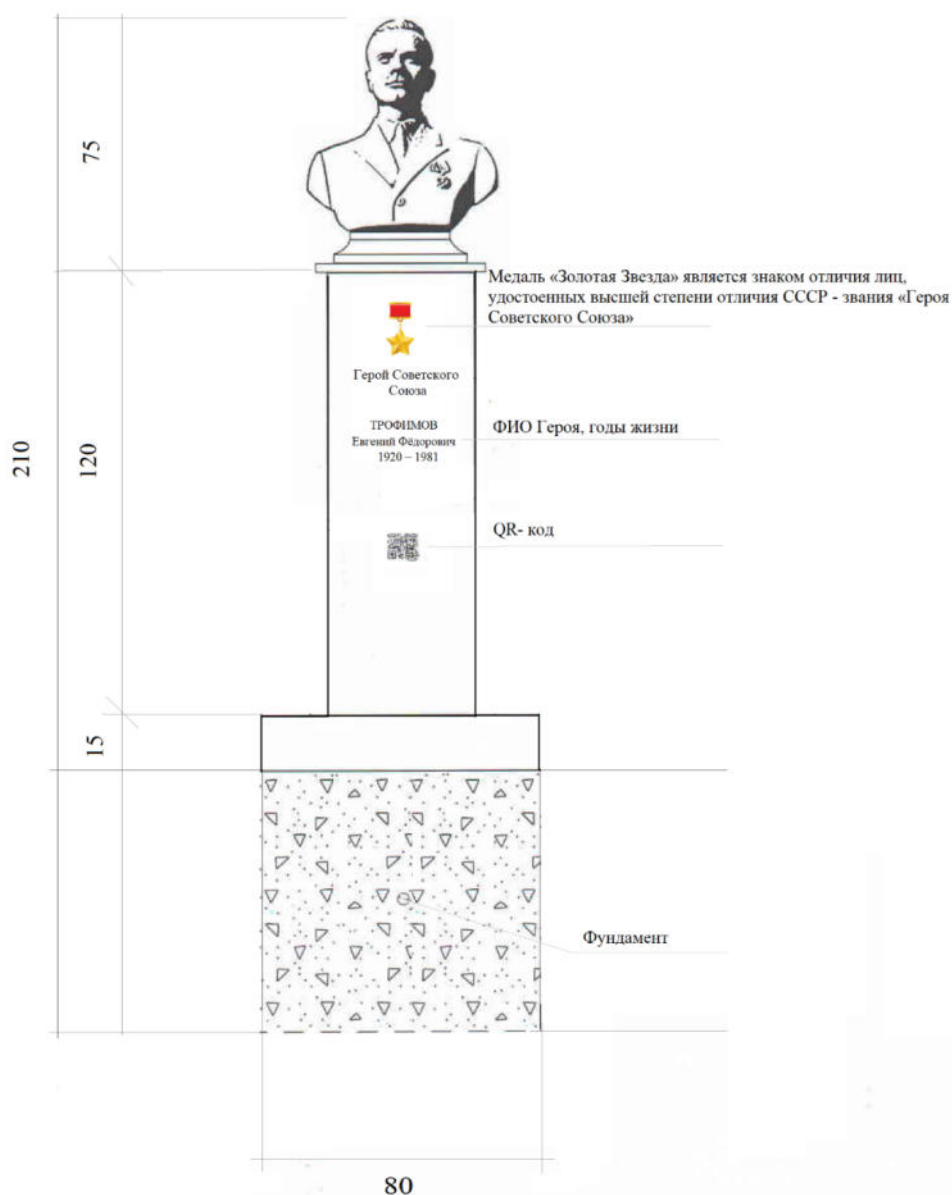 75
Медаль «Золотая Звезда» является знаком отличия лиц,
удостоенных высшей степени отличия СССР - звания «Героя
Советского Союза»
Герой Советского
Союза
ТРОФИМОВ
Евгений Фёдорович
1920 – 1981
ФИО Героя, годы жизни
210
120
QR- код
15
Фундамент
80